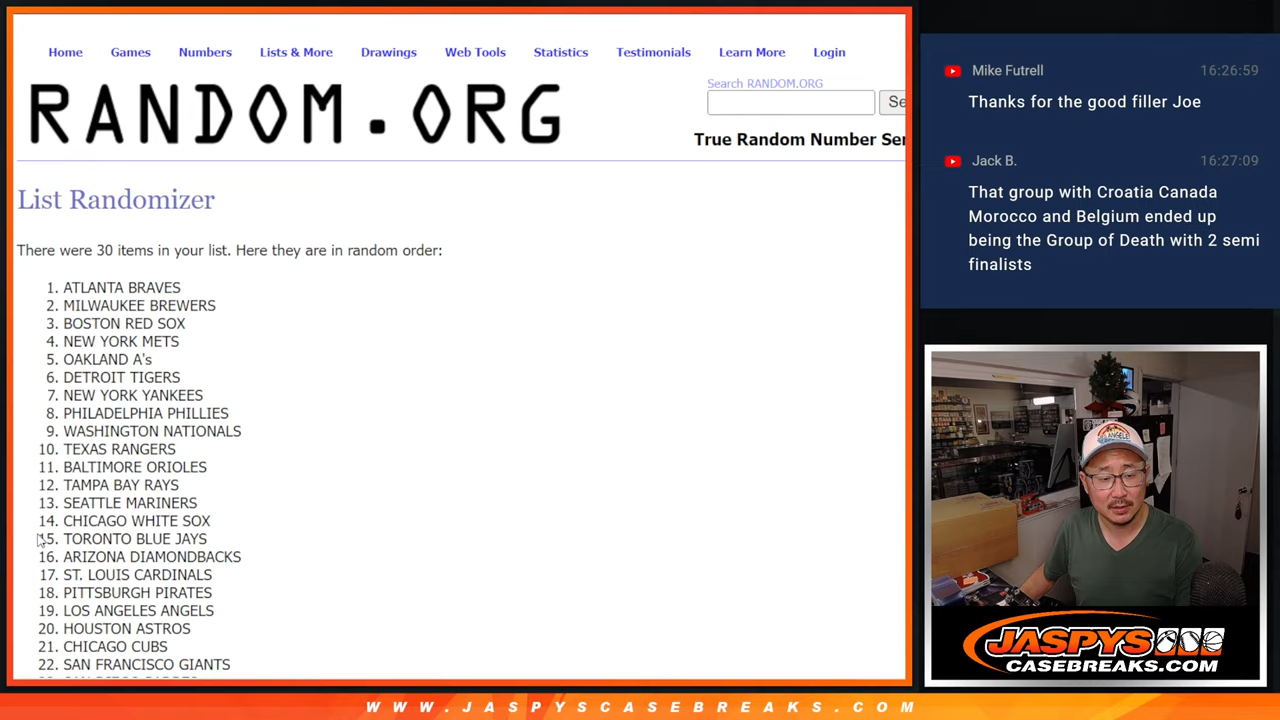 Home Games Numbers Lists & More Drawings Web Tools Statistics Testimonials Learn More Login
RANDOM.ORG
Search RANDOM.ORG
Se
True Random Number Ser
List Randomizer
There were 30 items in your list. Here they are in random order:
1. ATLANTA BRAVES
2. MILWAUKEE BREWERS
3. BOSTON RED SOX
4. NEW YORK METS
5. OAKLAND A's
6. DETROIT TIGERS
7. NEW YORK YANKEES
8. PHILADELPHIA PHILLIES
9. WASHINGTON NATIONALS
10. TEXAS RANGERS
11. BALTIMORE ORIOLES
12. TAMPA BAY RAYS
13. SEATTLE MARINERS
14. CHICAGO WHITE SOX
15. TORONTO BLUE JAYS
16. ARIZONA DIAMONDBACKS
17. ST. LOUIS CARDINALS
18. PITTSBURGH PIRATES
19. LOS ANGELES ANGELS
20. HOUSTON ASTROS
21. CHICAGO CUBS
22. SAN FRANCISCO GIANTS
Mike Futrell 16:26:59
Thanks for the good filler Joe
Jack B. 16:27:09
That group with Croatia Canada
Morocco and Belgium ended up
being the Group of Death with 2 semi
finalists
JASPYS
CASEBREAKS.COM
WWW.JASPYSCASEBREAKS.COM